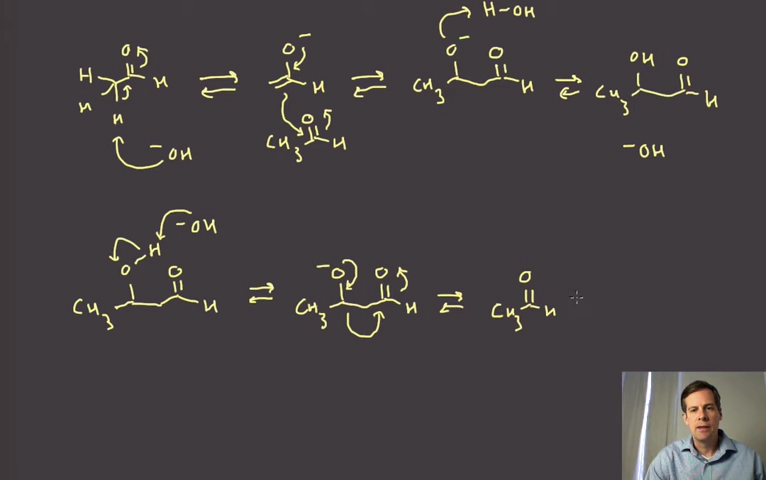 H-OH
O O- O- O OH O
H H CH3 H CH3 H
H H O
CH3 H
-OH -OH
-OH
H
O O -O O O
CH3 H CH3 H CH3 H